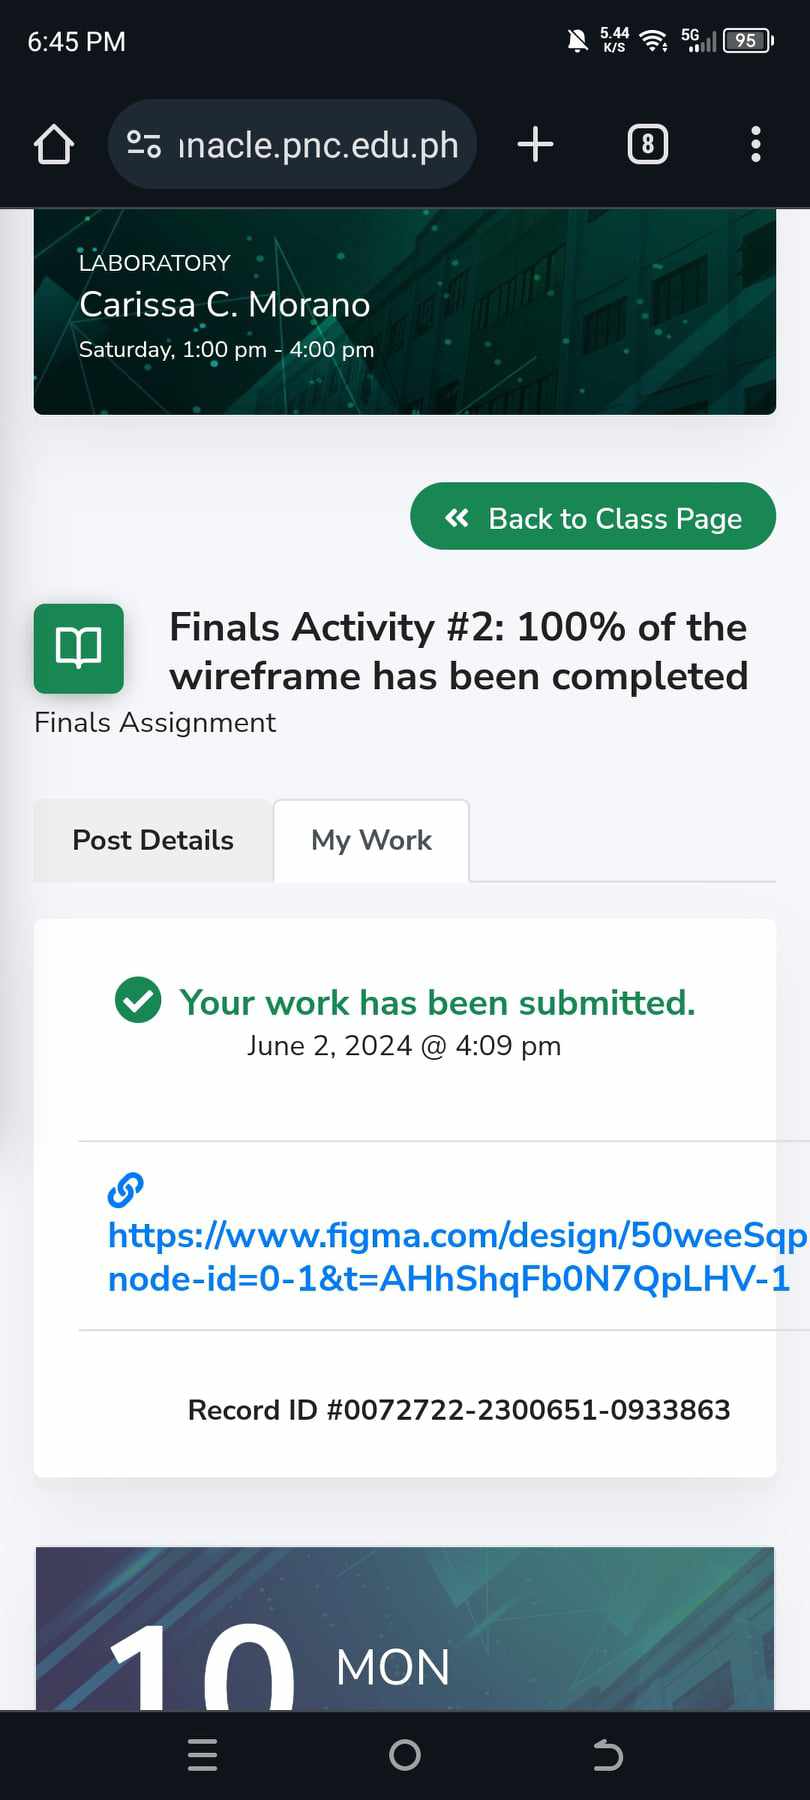 6:45 PM
5.44
K/S
5G
95
nacle.pnc.edu.ph
8
LABORATORY
Carissa C. Morano
Saturday, 1:00 pm - 4:00 pm
Back to Class Page
Finals Activity #2: 100% of the
wireframe has been completed
Finals Assignment
Post Details
My Work
Your work has been submitted.
June 2, 2024 @ 4:09 pm
https://www.figma.com/design/50weeSqp
node-id=0-1&t=AHhShqFb0N7QpLHV-1
Record ID #0072722-2300651-0933863
10
MON